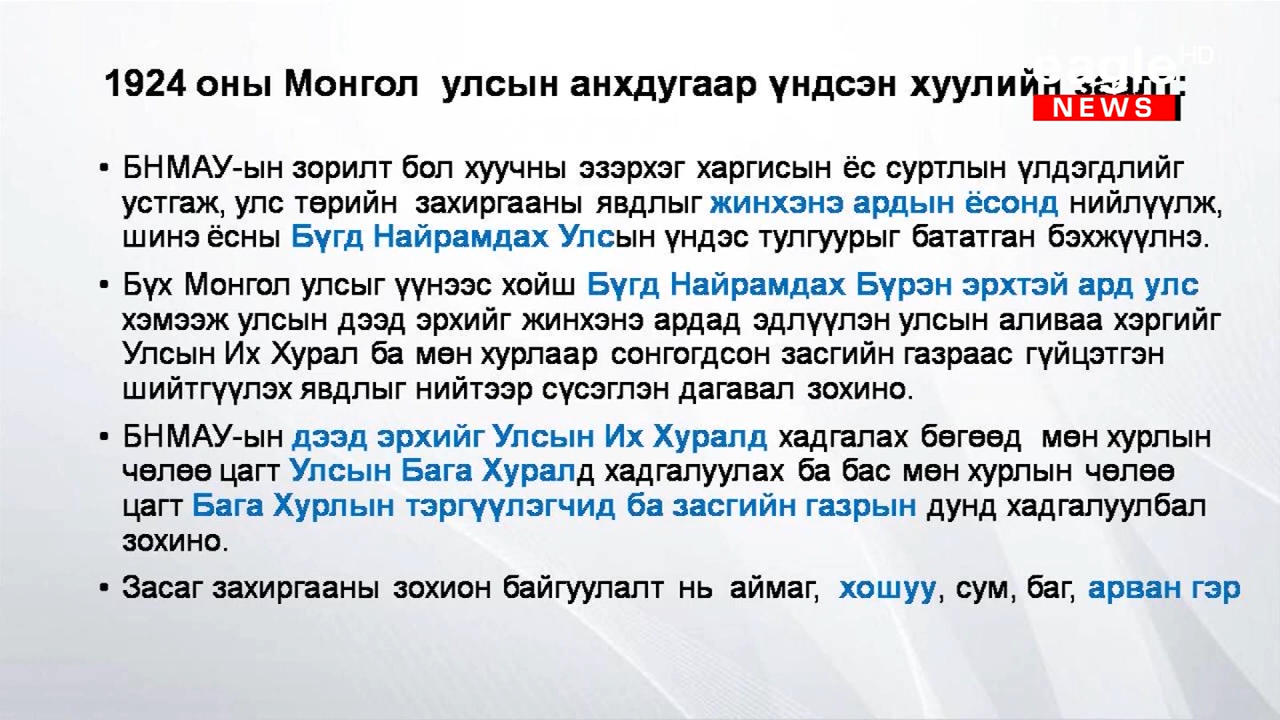 eagle HD
NEWS
1924 оны Монгол улсын анхдугаар үндсэн хуулийн заалт:
• БНМАУ-ын зорилт бол хуучны эзэрхэг харгисын ёс суртлын үлдэгдлийг
устгаж, улс төрийн захиргааны явдлыг жинхэнэ ардын ёсонд нийлүүлж,
шинэ ёсны Бүгд Найрамдах Улсын үндэс тулгуурыг бататган бэхжүүлнэ.
• Бүх Монгол улсыг үүнээс хойш Бүгд Найрамдах Бүрэн эрхтэй ард улс
хэмээж улсын дээд эрхийг жинхэнэ ардад эдлүүлэн улсын аливаа хэргийг
Улсын Их Хурал ба мөн хурлаар сонгогдсон засгийн газраас гүйцэтгэн
шийтгүүлэх явдлыг нийтээр сүсэглэн дагавал зохино.
• БНМАУ-ын дээд эрхийг Улсын Их Хуралд хадгалах бөгөөд мөн хурлын
чөлөө цагт Улсын Бага Хуралд хадгалуулах ба бас мөн хурлын чөлөө
цагт Бага Хурлын тэргүүлэгчид ба засгийн газрын дунд хадгалуулбал
зохино.
• Засаг захиргааны зохион байгуулалт нь аймаг, хошуу, сум, баг, арван гэр